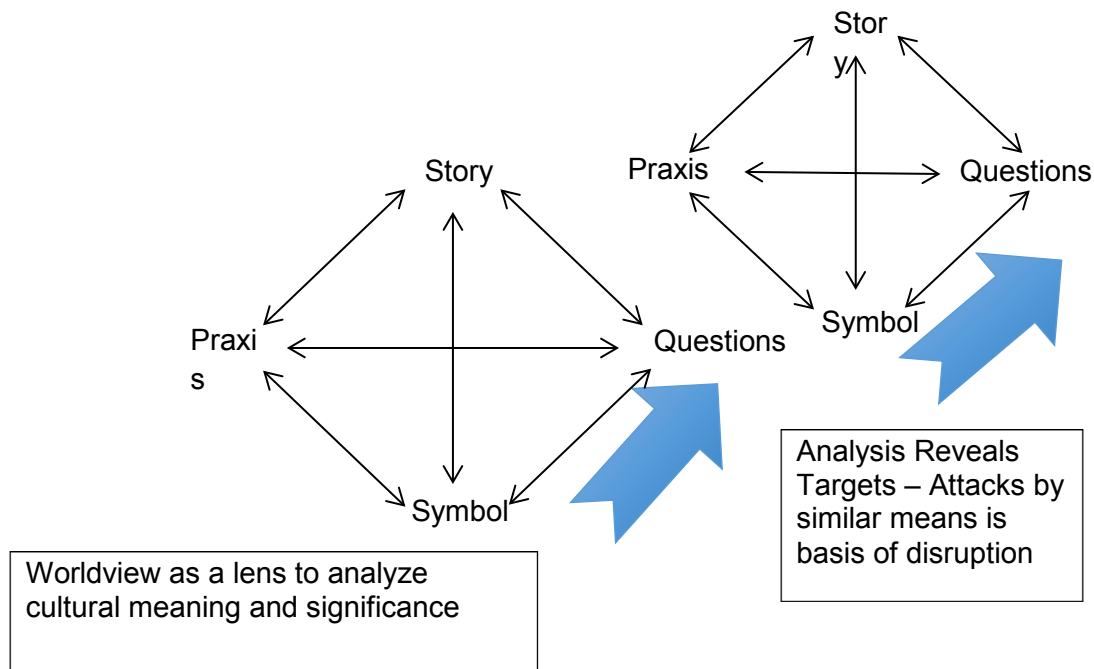 Story
Praxis
Questions
Symbol
Stor
y
Praxi
s
Questions
Symbol
Analysis Reveals
Targets – Attacks by
similar means is
basis of disruption
Worldview as a lens to analyze
cultural meaning and significance